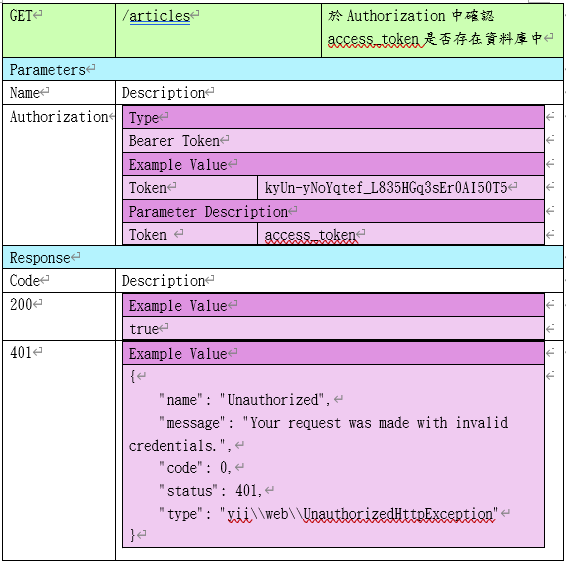 GET /articles 於 Authorization 中確認
access_token 是否存在資料庫中
Parameters
Name Description
Authorization Type
Bearer Token
Example Value
Token kyUn-yNoYqtef_L835HGq3sEr0AI50T5
Parameter Description
Token access_token
Response
Code Description
200 Example Value
true
401 Example Value
{
"name": "Unauthorized",
"message": "Your request was made with invalid
credentials.",
"code": 0,
"status": 401,
"type": "yii\\web\\UnauthorizedHttpException"
}